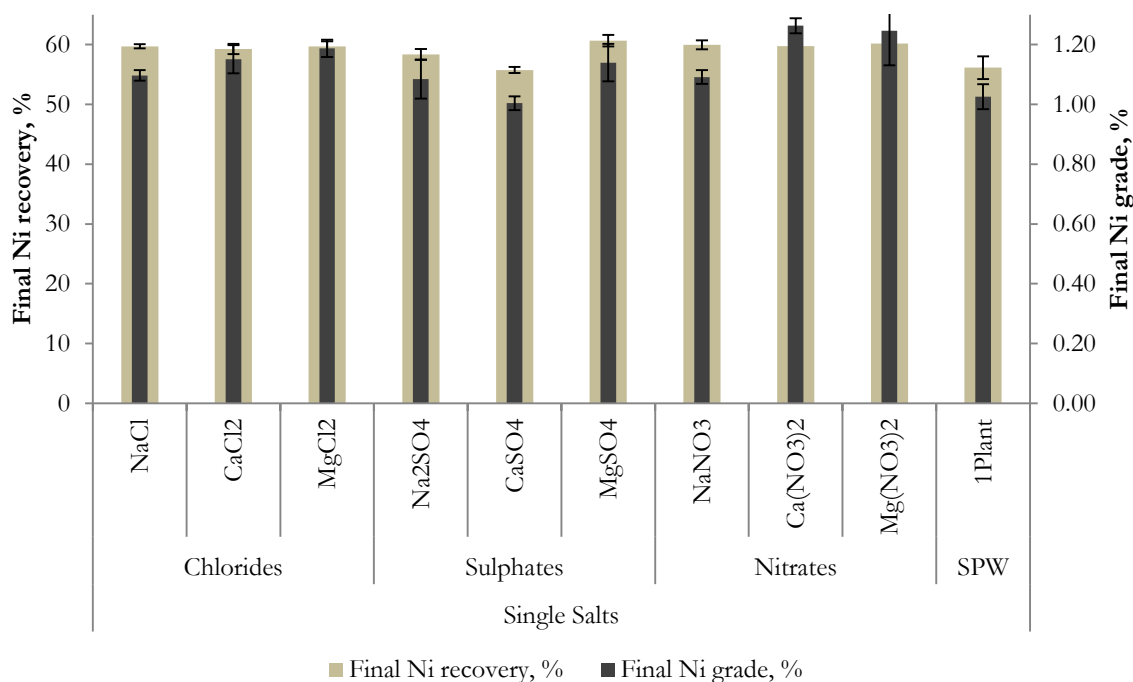 Final Ni recovery, %
60
50
40
30
20
10
0
1.20
1.00
0.80
0.60
0.40
0.20
0.00
Final Ni grade, %
NaCl
CaCl2
MgCl2
Na2SO4
CaSO4
MgSO4
NaNO3
Ca(NO3)2
Mg(NO3)2
1Plant
Chlorides
Sulphates
Nitrates
SPW
Single Salts
Final Ni recovery, %
Final Ni grade, %